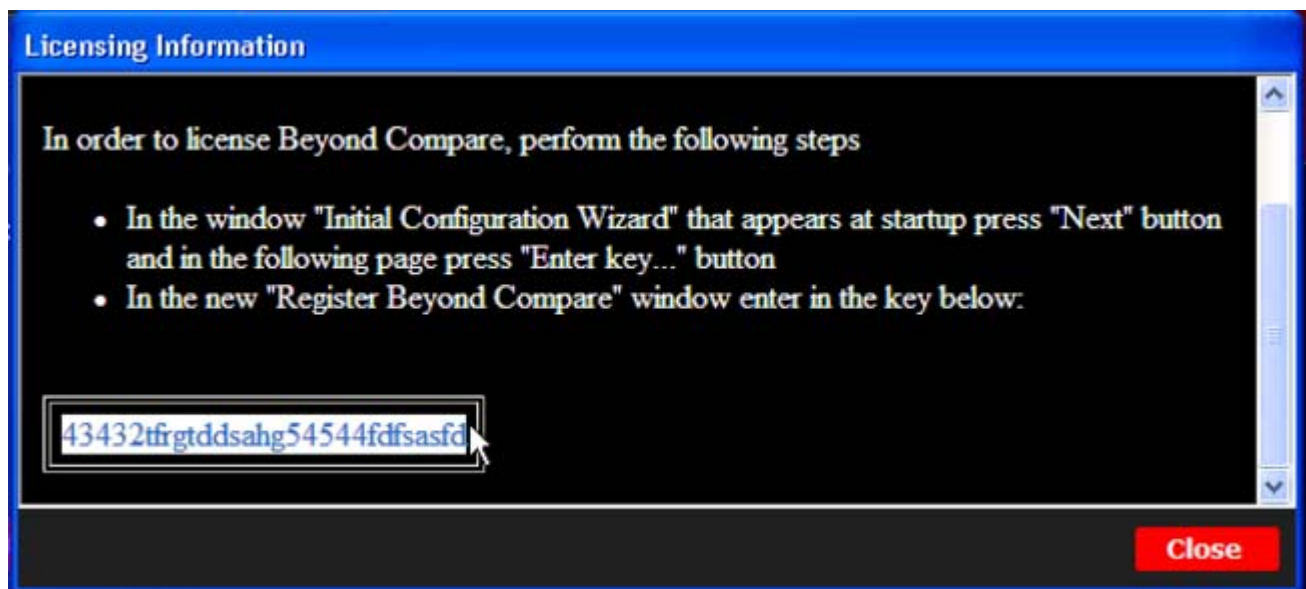 Licensing Information
In order to license Beyond Compare, perform the following steps
• In the window "Initial Configuration Wizard" that appears at startup press "Next" button
and in the following page press "Enter key..." button
• In the new "Register Beyond Compare" window enter in the key below:
43432tfrgtddsahg54544fdfsasfd
Close